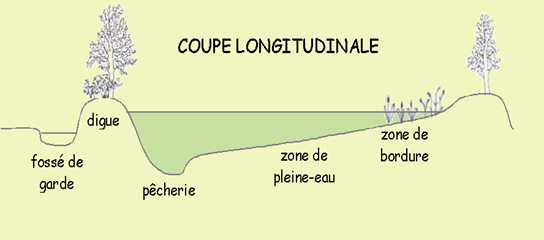 COUPE LONGITUDINALE
digue
fossé de
garde
pêcherie
zone de
pleine-eau
zone de
bordure